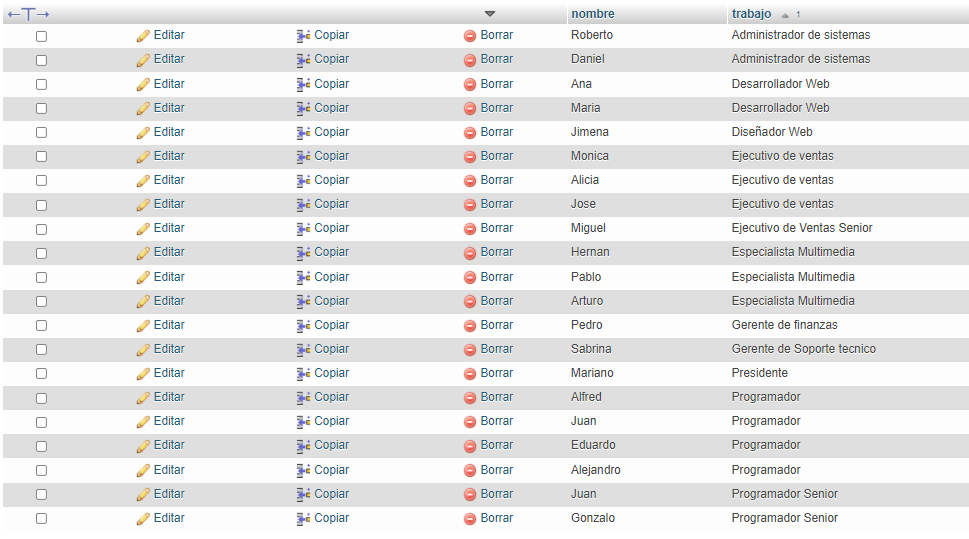 ←T→ nombre trabajo 1
Editar Copiar Borrar Roberto Administrador de sistemas
Editar Copiar Borrar Daniel Administrador de sistemas
Editar Copiar Borrar Ana Desarrollador Web
Editar Copiar Borrar Maria Desarrollador Web
Editar Copiar Borrar Jimena Diseñador Web
Editar Copiar Borrar Monica Ejecutivo de ventas
Editar Copiar Borrar Alicia Ejecutivo de ventas
Editar Copiar Borrar Jose Ejecutivo de ventas
Editar Copiar Borrar Miguel Ejecutivo de Ventas Senior
Editar Copiar Borrar Hernan Especialista Multimedia
Editar Copiar Borrar Pablo Especialista Multimedia
Editar Copiar Borrar Arturo Especialista Multimedia
Editar Copiar Borrar Pedro Gerente de finanzas
Editar Copiar Borrar Sabrina Gerente de Soporte tecnico
Editar Copiar Borrar Mariano Presidente
Editar Copiar Borrar Alfred Programador
Editar Copiar Borrar Juan Programador
Editar Copiar Borrar Eduardo Programador
Editar Copiar Borrar Alejandro Programador
Editar Copiar Borrar Juan Programador Senior
Editar Copiar Borrar Gonzalo Programador Senior